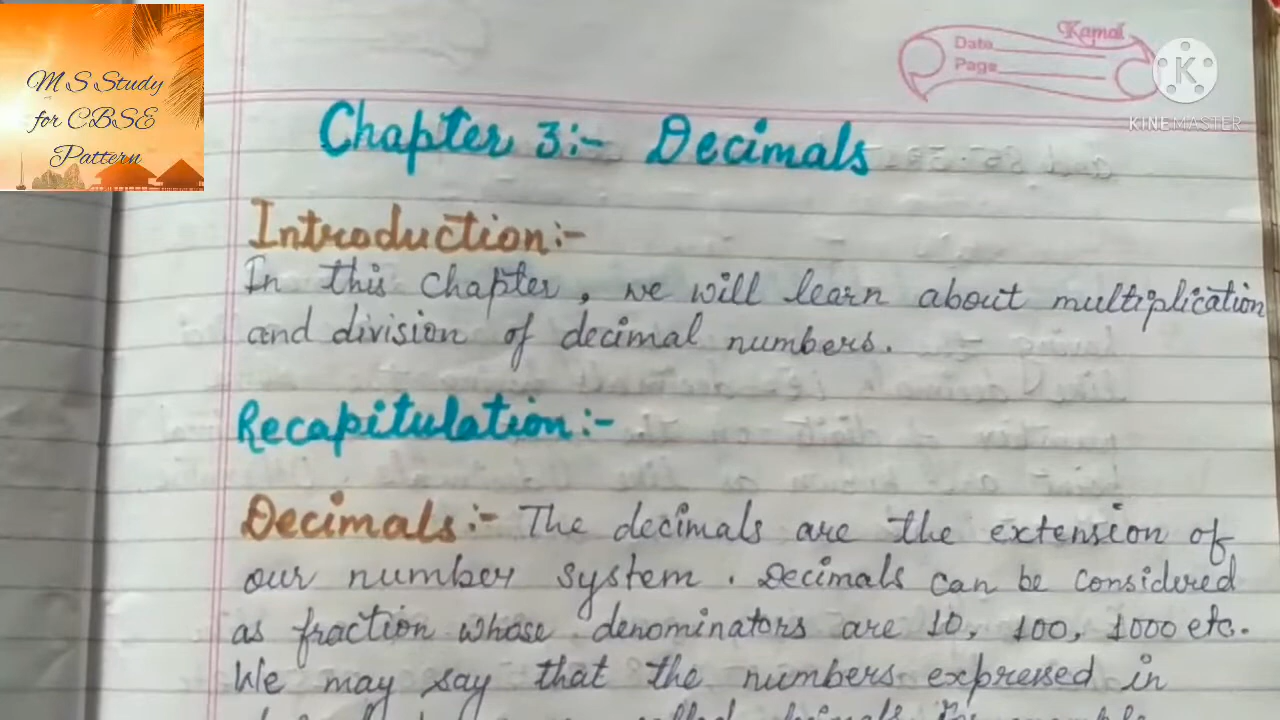 M S Study
for CBSE
Pattern
Kamal
Date
Page
K
KINEMASTER
Chapter 3:- Decimals
Introduction:-
In this chapter, we will learn about multiplication
and division of decimal numbers.
Recapitulation:-
Decimals:- The decimals are the extension of
our number system. Decimals can be considered
as fraction whose denominators are 10, 100, 1000 etc.
We may say that the numbers expressed in
called decimals